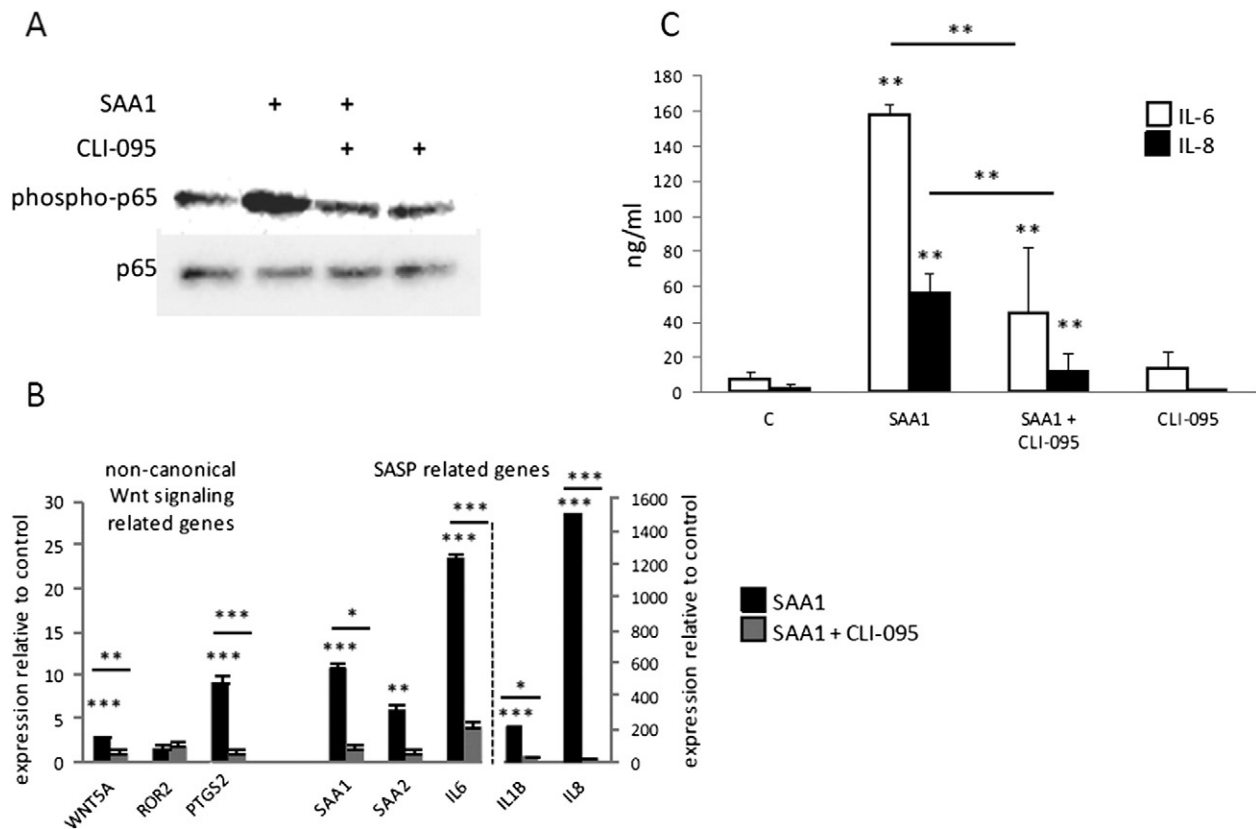 A
SAA1 + +
CLI-095 + +
phospho-p65
p65
C
**
180
160
140
120
100
80
60
40
20
0
ng/ml
**
**
**
**
**
IL-6
IL-8
C
SAA1
SAA1 +
CLI-095
CLI-095
B
non-canonical
Wnt signaling
related genes
SASP related genes
expression relative to control
30
25
20
15
10
5
0
**
***
***
***
*
***
**
***
***
*
***
***
***
1600
1400
1200
1000
800
600
400
200
0
expression relative to control
WNT5A
ROR2
PTGS2
SAA1
SAA2
IL6
IL1B
IL8
SAA1
SAA1 + CLI-095